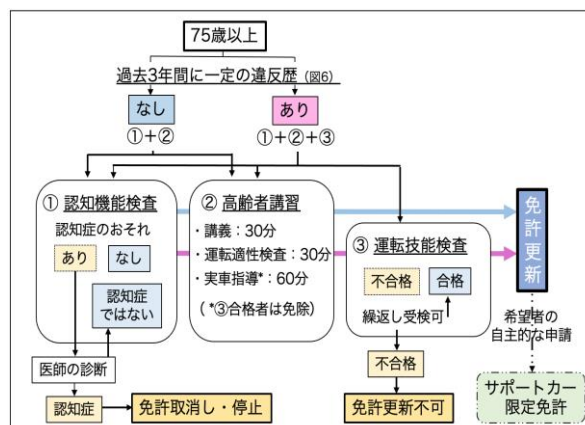 75歳以上
過去3年間に一定の違反歴（図6）
なし
あり
①＋②
①＋②＋③
① 認知機能検査
認知症のおそれ
あり
なし
認知症
ではない
医師の診断
認知症
免許取消し・停止
② 高齢者講習
・講義：30分
・運転適性検査：30分
・実車指導*：60分
（*③合格者は免除）
③ 運転技能検査
不合格
合格
繰返し受検可
不合格
免許更新不可
免許更新
希望者の
自主的な申請
サポートカー
限定免許